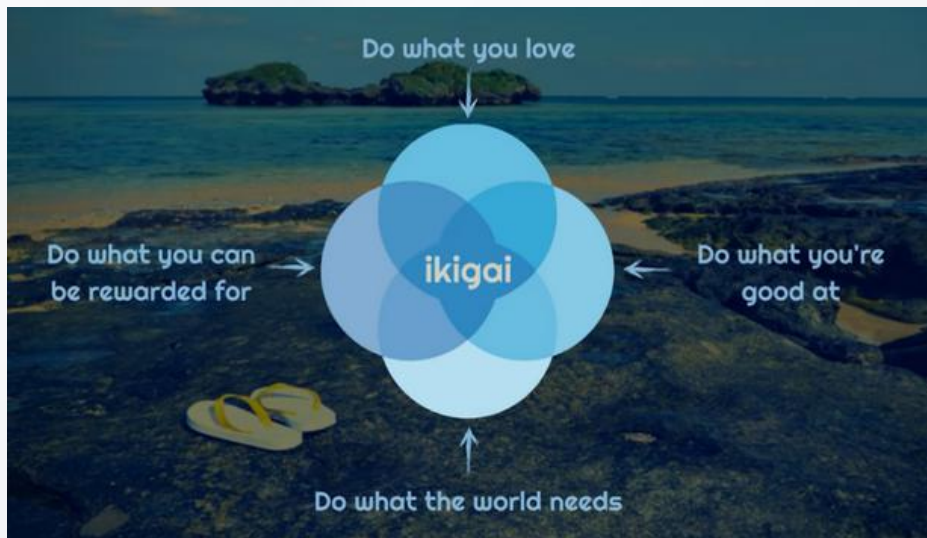 Do what you love
Do what you can
be rewarded for
ikigai
Do what you're
good at
Do what the world needs